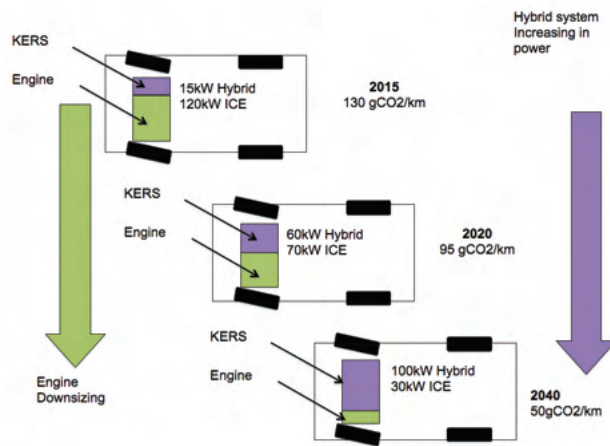 Hybrid system
Increasing in
power
KERS
Engine
15kW Hybrid
120kW ICE
2015
130 gCO2/km
KERS
Engine
60kW Hybrid
70kW ICE
2020
95 gCO2/km
KERS
Engine
100kW Hybrid
30kW ICE
2040
50gCO2/km
Engine
Downsizing